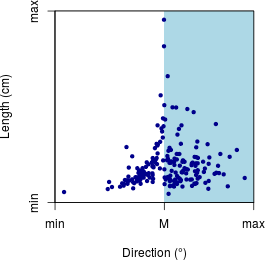 max
Length (cm)
min
min M max
Direction (°)